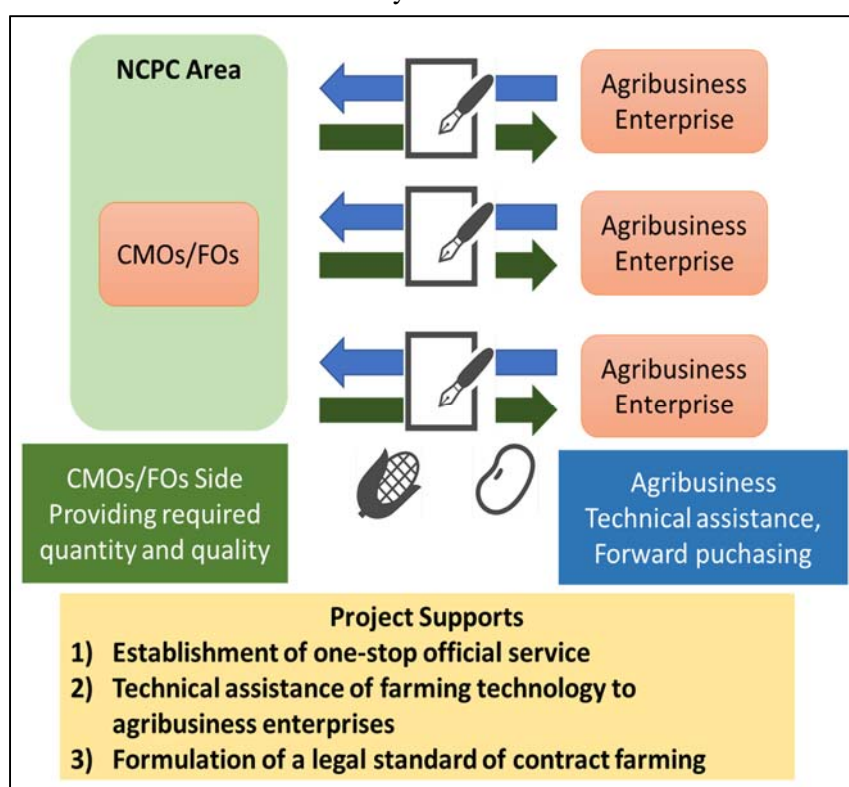 NCPC Area
CMOs/FOs
Agribusiness
Enterprise
Agribusiness
Enterprise
Agribusiness
Enterprise
CMOs/FOs Side
Providing required
quantity and quality
Agribusiness
Technical assistance,
Forward puchasing
Project Supports
1) Establishment of one-stop official service
2) Technical assistance of farming technology to
agribusiness enterprises
3) Formulation of a legal standard of contract farming